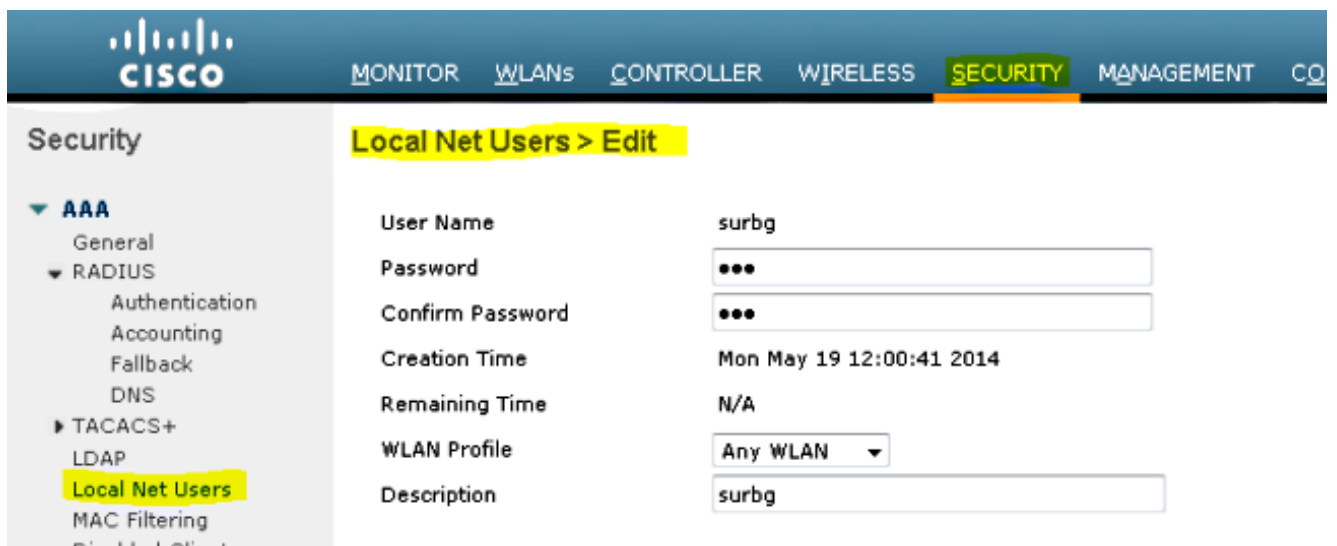 CISCO
MONITOR WLANs CONTROLLER WIRELESS SECURITY MANAGEMENT CO
Security
AAA
General
RADIUS
Authentication
Accounting
Fallback
DNS
TACACS+
LDAP
Local Net Users
MAC Filtering
Local Net Users > Edit
User Name surbg
Password •••
Confirm Password •••
Creation Time Mon May 19 12:00:41 2014
Remaining Time N/A
WLAN Profile Any WLAN
Description surbg